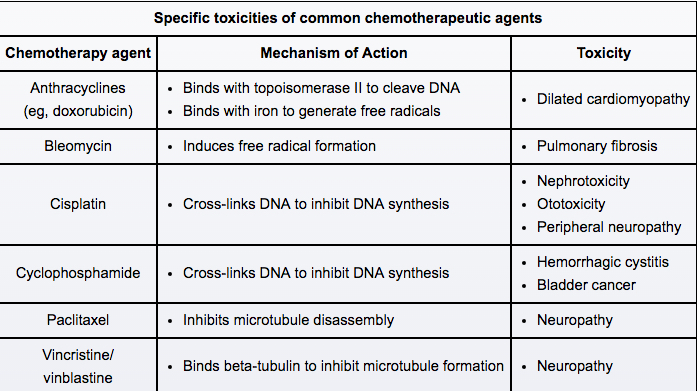 Specific toxicities of common chemotherapeutic agents
Chemotherapy agent
Mechanism of Action
Toxicity
Anthracyclines
(eg, doxorubicin)
• Binds with topoisomerase II to cleave DNA
• Binds with iron to generate free radicals
• Dilated cardiomyopathy
Bleomycin
• Induces free radical formation
• Pulmonary fibrosis
Cisplatin
• Cross-links DNA to inhibit DNA synthesis
• Nephrotoxicity
• Ototoxicity
• Peripheral neuropathy
Cyclophosphamide
• Cross-links DNA to inhibit DNA synthesis
• Hemorrhagic cystitis
• Bladder cancer
Paclitaxel
• Inhibits microtubule disassembly
• Neuropathy
Vincristine/
vinblastine
• Binds beta-tubulin to inhibit microtubule formation
• Neuropathy